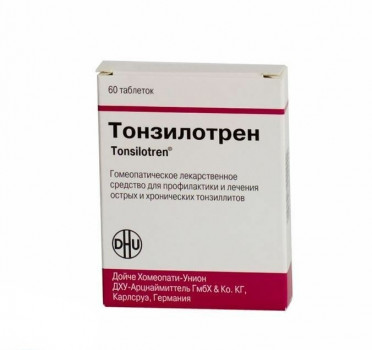 60 таблеток
Тонзилотрен
Tonsilotren®
Гомеопатическое лекарственное
средство для профилактики и лечения
острых и хронических тонзиллитов
DHU
Дойче Хомеопати-Унион
ДХУ-Арцнаймиттель ГмбХ & Ко. КГ,
Карлсруэ, Германия